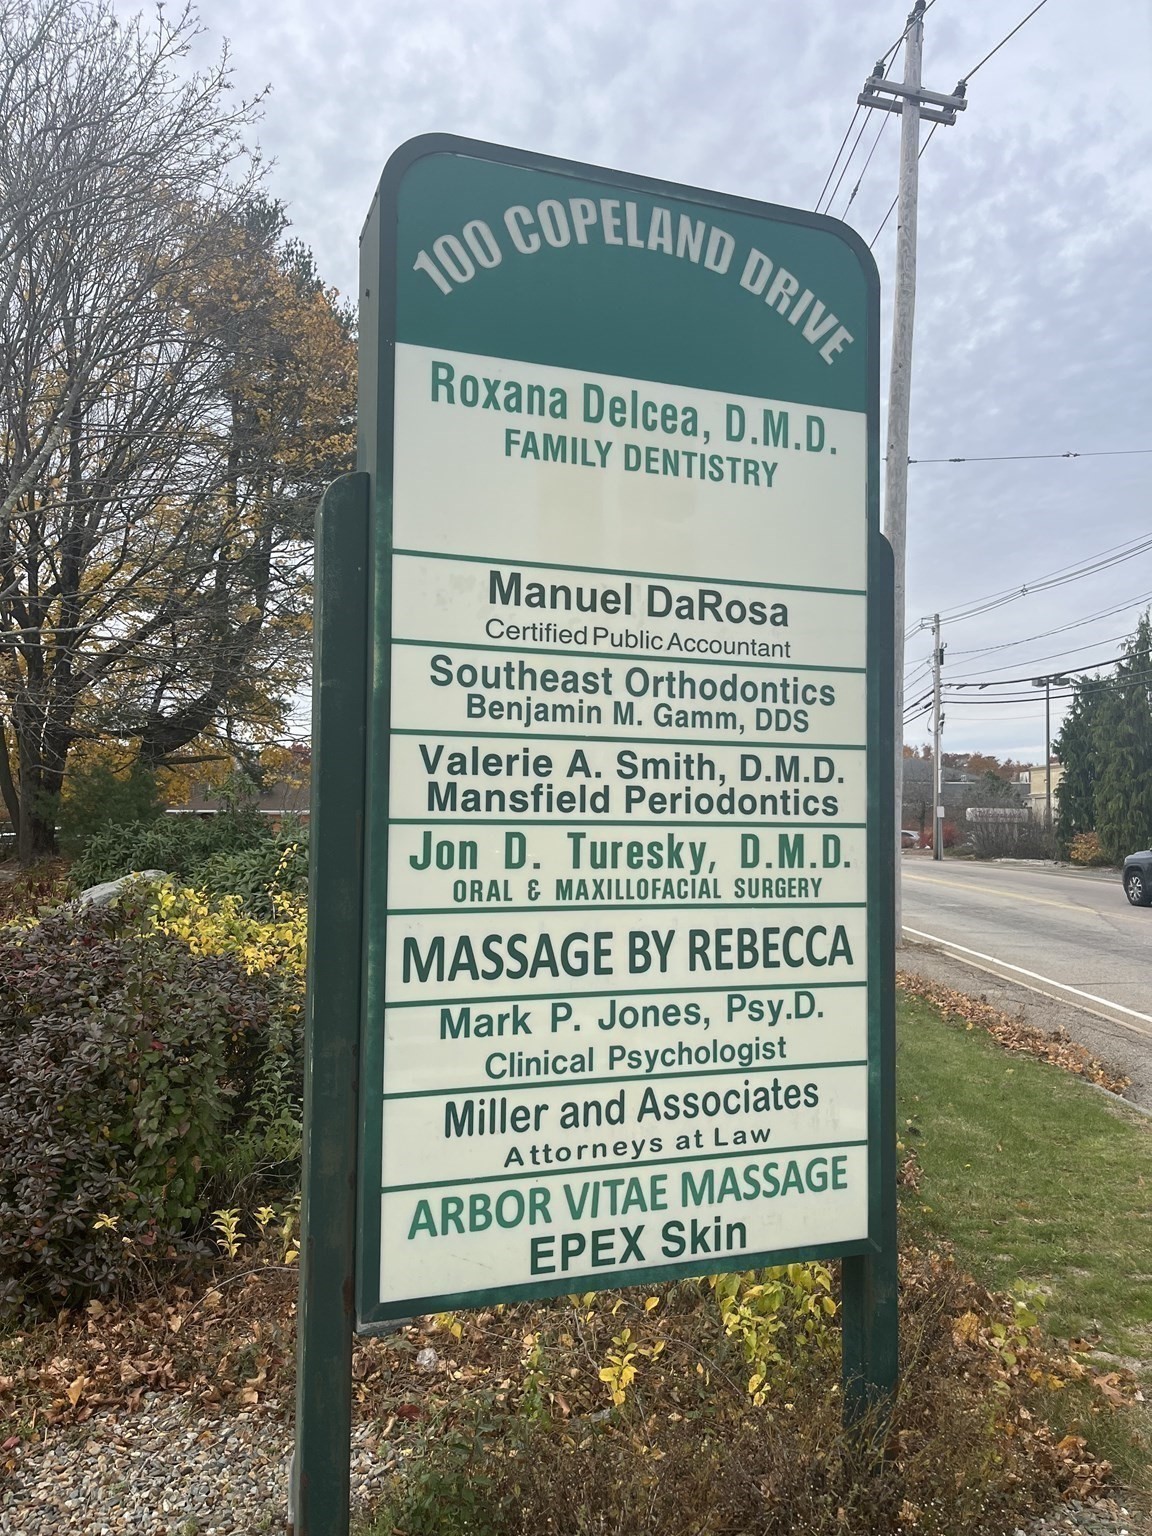 100 COPELAND DRIVE
Roxana Delcea, D.M.D.
FAMILY DENTISTRY
Manuel DaRosa
Certified Public Accountant
Southeast Orthodontics
Benjamin M. Gamm, DDS
Valerie A. Smith, D.M.D.
Mansfield Periodontics
Jon D. Turesky, D.M.D.
ORAL & MAXILLOFACIAL SURGERY
MASSAGE BY REBECCA
Mark P. Jones, Psy.D.
Clinical Psychologist
Miller and Associates
Attorneys at Law
ARBOR VITAE MASSAGE
EPEX Skin